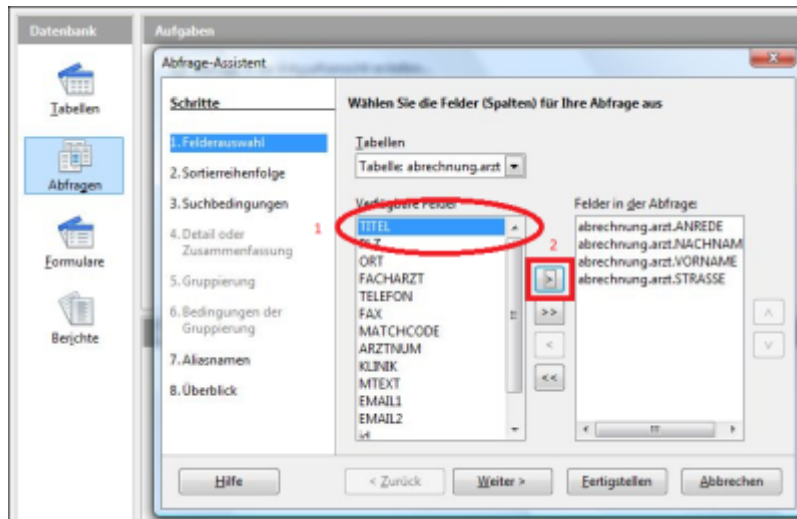 Datenbank
Aufgaben
Abfrage-Assistent
Tabellen
Abfragen
Formulare
Berichte
Schritte
1. Felderauswahl
2. Sortierreihenfolge
3. Suchbedingungen
4. Detail oder
Zusammenfassung
5. Gruppierung
6. Bedingungen der
Gruppierung
7. Aliasnamen
8. Überblick
Wählen Sie die Felder (Spalten) für Ihre Abfrage aus
Tabellen
Tabelle: abrechnung.arzt
Verfügbare Felder
1
TITEL
PLZ
ORT
FACHARZT
TELEFON
FAX
MATCHCODE
ARZTNUM
KLINIK
MTEXT
EMAIL1
EMAIL2
id
2
>
>>
<
<<
Felder in der Abfrage:
abrechnung.arzt.ANREDE
abrechnung.arzt.NACHNAM
abrechnung.arzt.VORNAME
abrechnung.arzt.STRASSE
Hilfe
< Zurück
Weiter >
Fertigstellen
Abbrechen